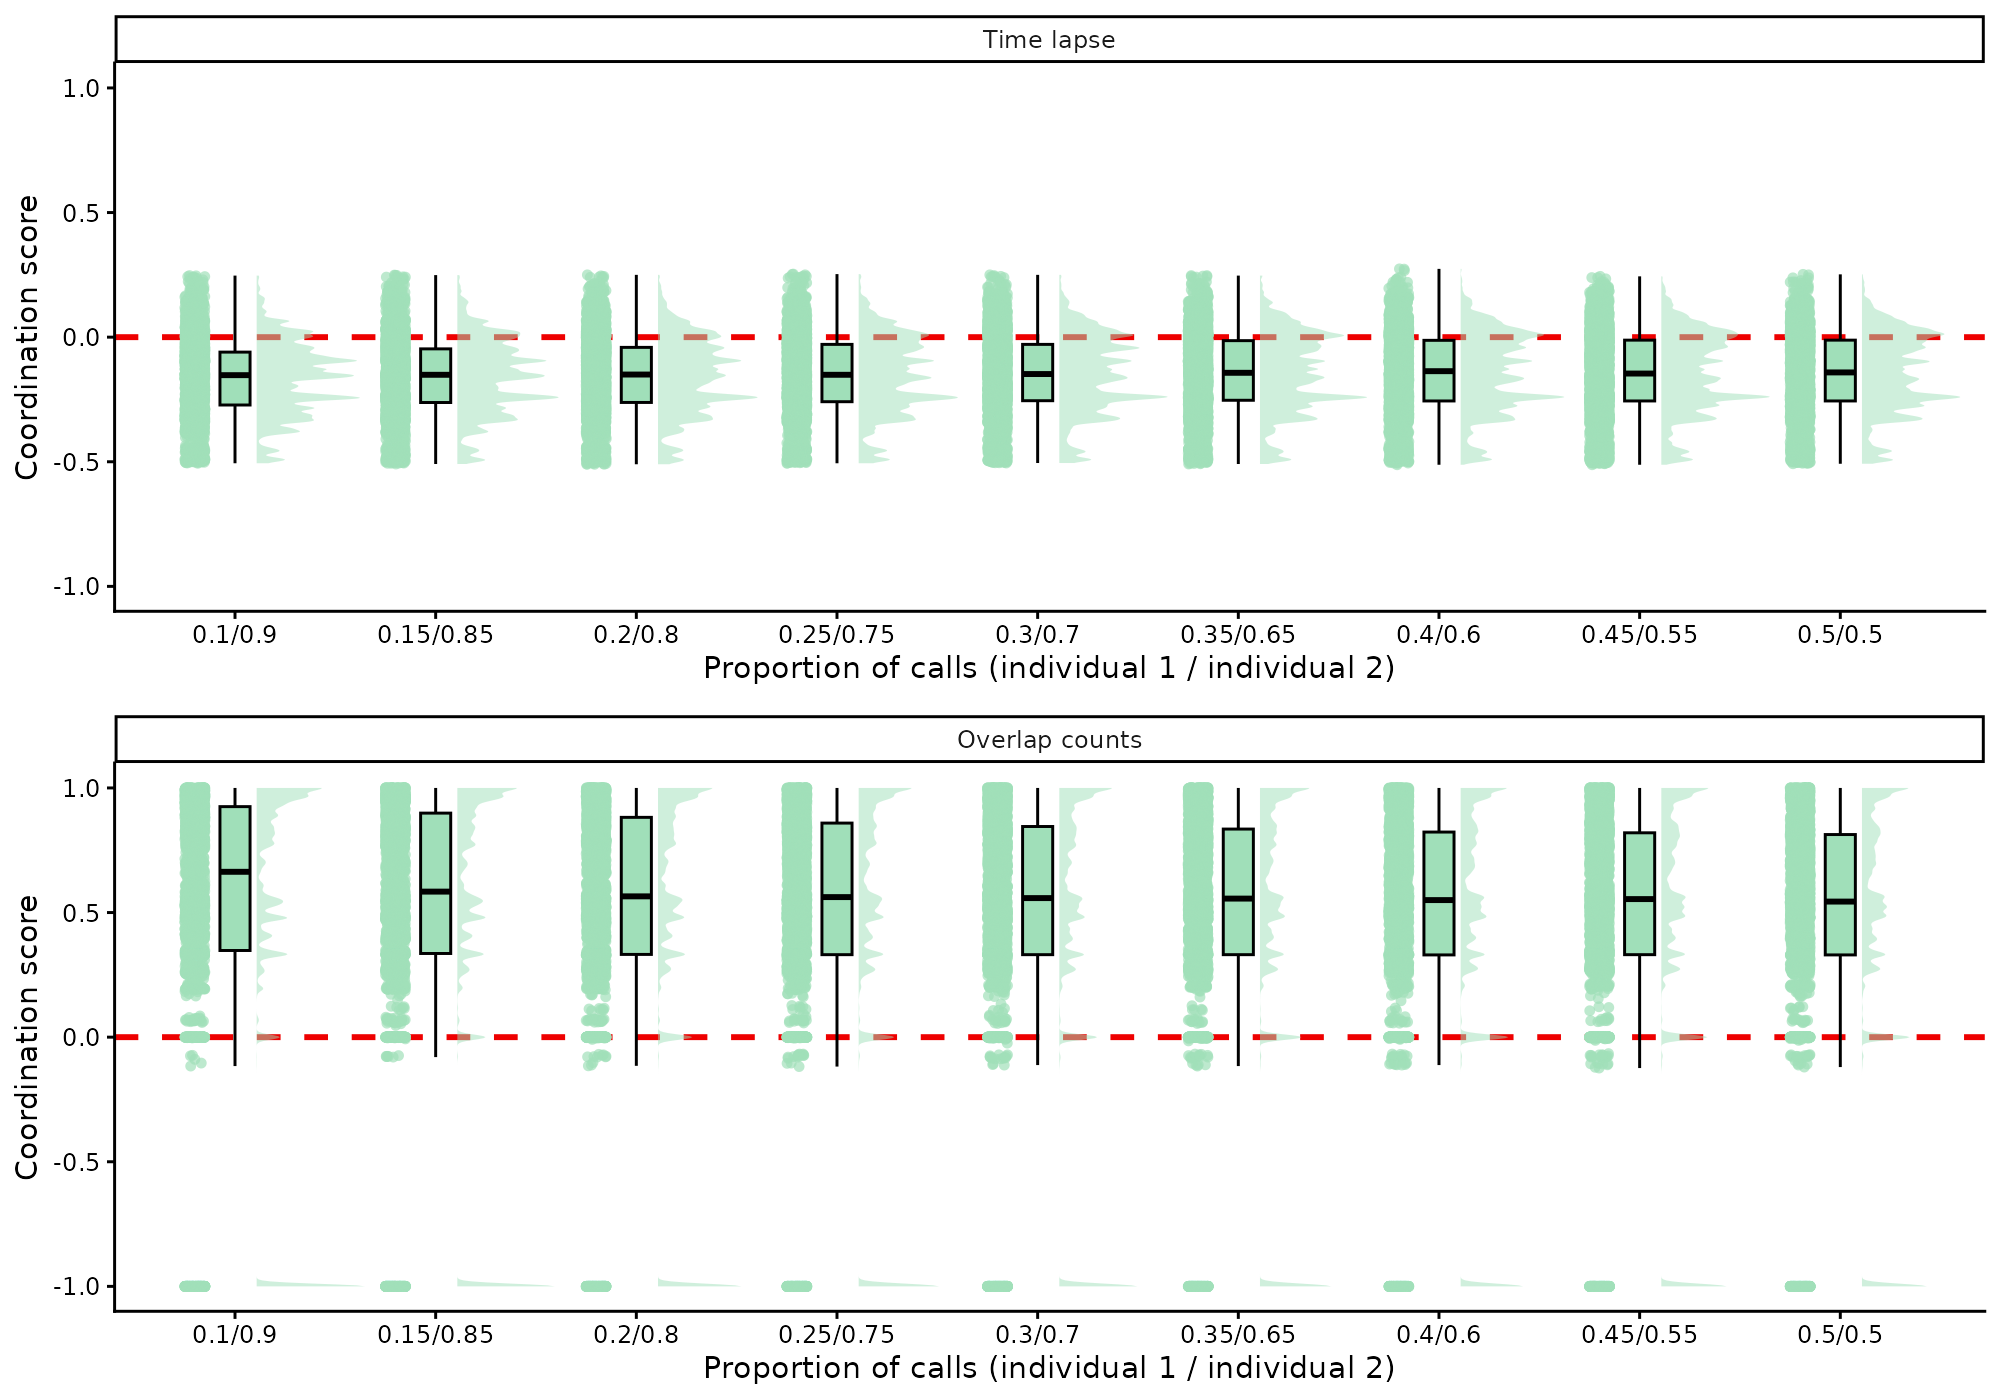 Time lapse
Coordination score
1.0
0.5
0.0
-0.5
-1.0
0.1/0.9 0.15/0.85 0.2/0.8 0.25/0.75 0.3/0.7 0.35/0.65 0.4/0.6 0.45/0.55 0.5/0.5
Proportion of calls (individual 1 / individual 2)
Overlap counts
Coordination score
1.0
0.5
0.0
-0.5
-1.0
0.1/0.9 0.15/0.85 0.2/0.8 0.25/0.75 0.3/0.7 0.35/0.65 0.4/0.6 0.45/0.55 0.5/0.5
Proportion of calls (individual 1 / individual 2)